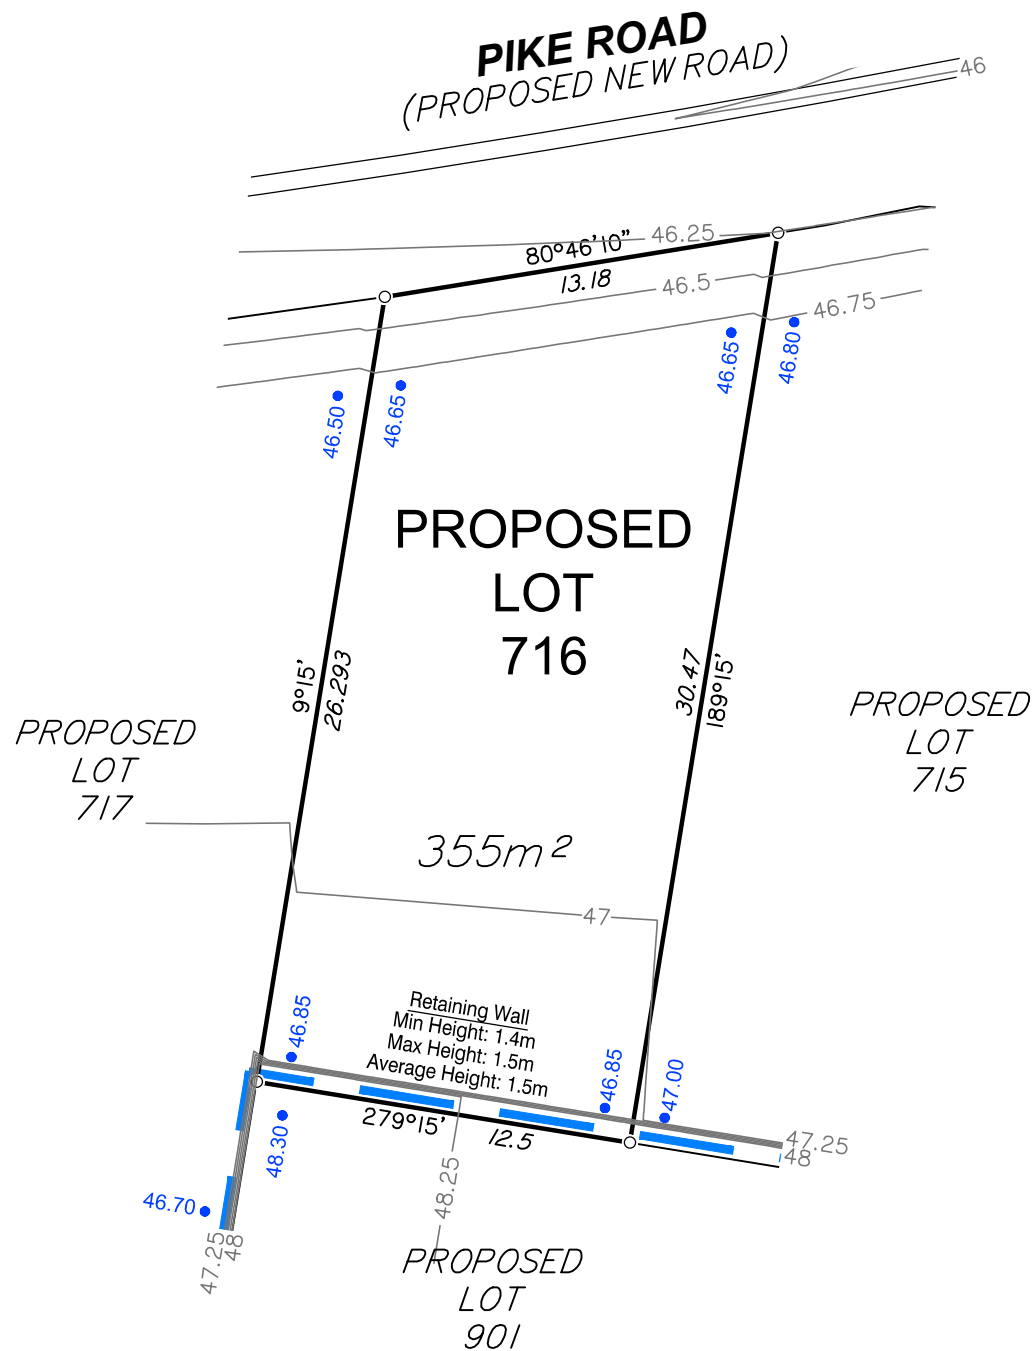 PIKE ROAD
(PROPOSED NEW ROAD)
46
46.25
80°46'10"
13.18
46.5
46.75
46.50
46.65
46.65
46.80
PROPOSED
LOT
716
9°15'
26.293
30.47
189°15'
PROPOSED
LOT
717
PROPOSED
LOT
715
355m²
47
46.85
Retaining Wall
Min Height: 1.4m
Max Height: 1.5m
Average Height: 1.5m
46.85
47.00
279°15'
12.5
47.25
48
48.30
48.25
46.70
47.25
48
PROPOSED
LOT
901